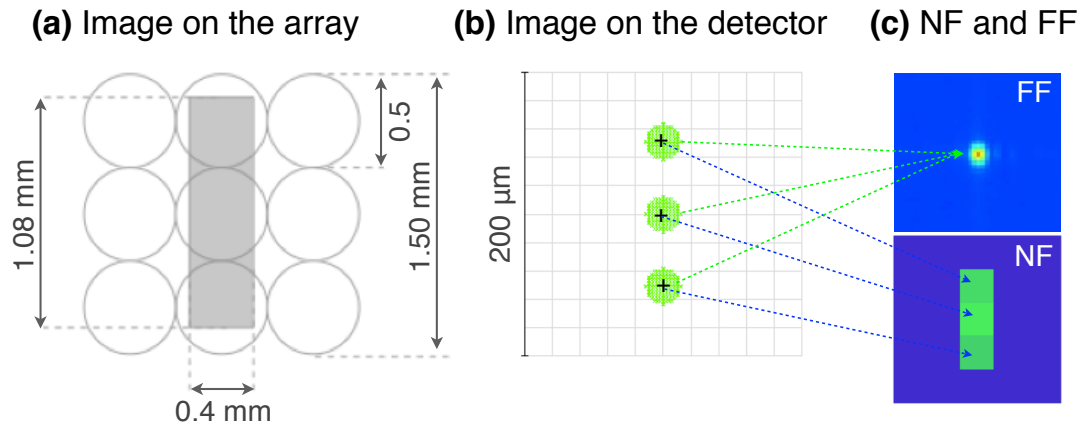 (a) Image on the array
(b) Image on the detector
(c) NF and FF
1.08 mm
0.4 mm
0.5
1.50 mm
200 µm
FF
NF